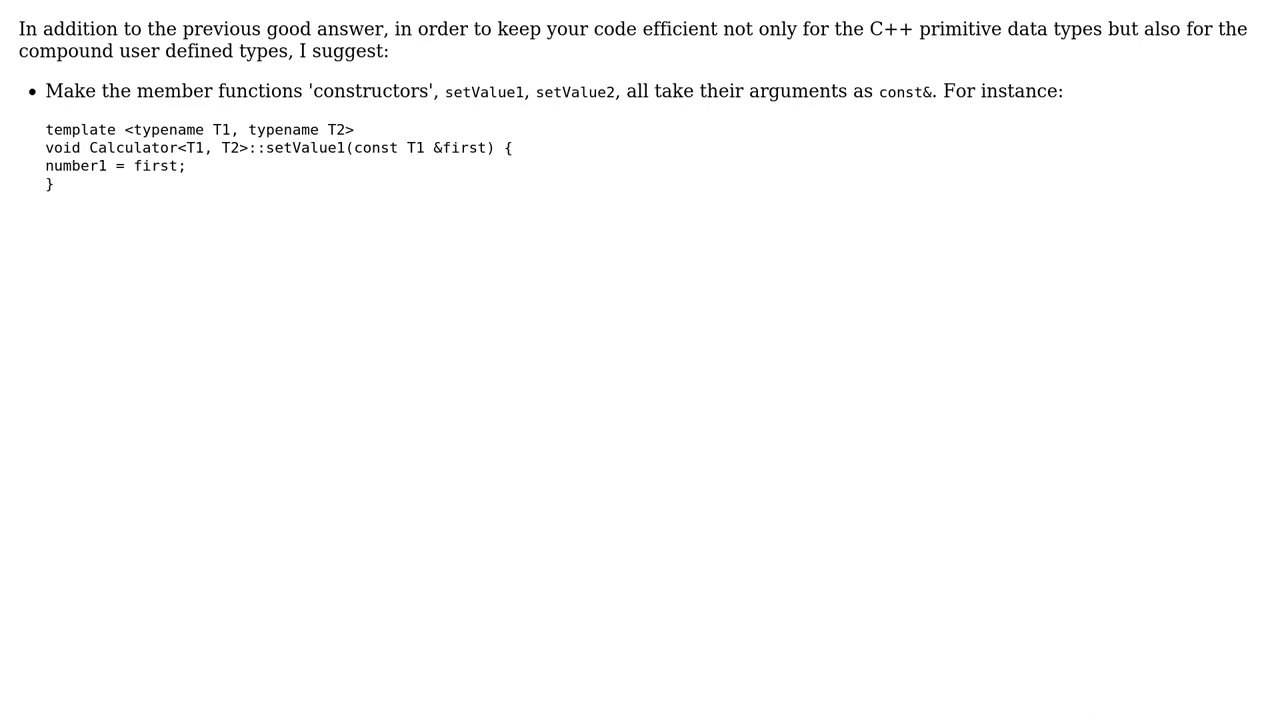 In addition to the previous good answer, in order to keep your code efficient not only for the C++ primitive data types but also for the
compound user defined types, I suggest:
• Make the member functions 'constructors', setValue1, setValue2, all take their arguments as const&. For instance:
template <typename T1, typename T2>
void Calculator<T1, T2>::setValue1(const T1 &first) {
number1 = first;
}